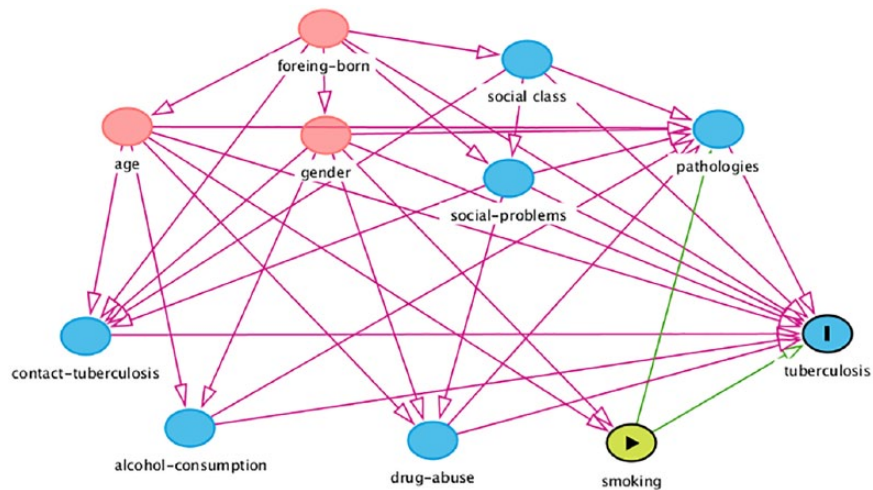 foreing-born
social class
age
gender
pathologies
social-problems
contact-tuberculosis
tuberculosis
alcohol-consumption
drug-abuse
smoking